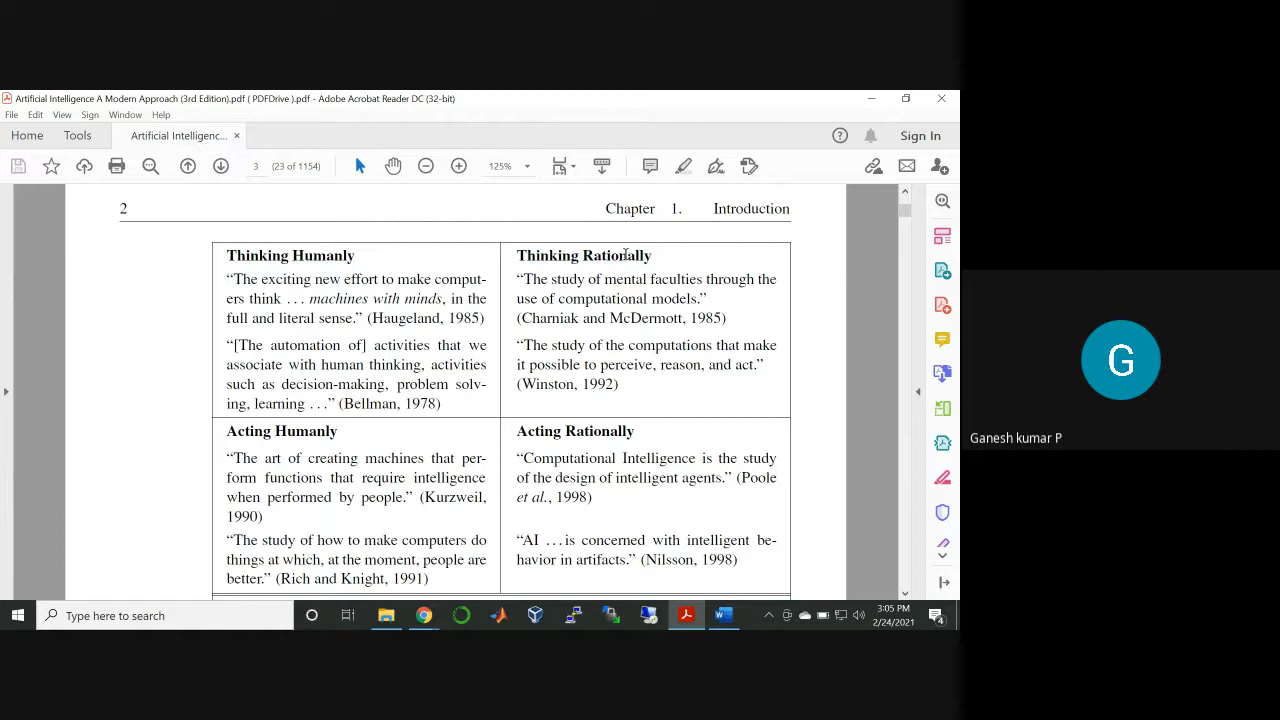 Artificial Intelligence A Modern Approach (3rd Edition).pdf ( PDFDrive ).pdf - Adobe Acrobat Reader DC (32-bit)
File Edit View Sign Window Help
Home Tools Artificial Intelligenc... × Sign In
3 (23 of 1154) 125%
2 Chapter 1. Introduction
Thinking Humanly
“The exciting new effort to make comput-
ers think . . . machines with minds, in the
full and literal sense.” (Haugeland, 1985)
“[The automation of] activities that we
associate with human thinking, activities
such as decision-making, problem solv-
ing, learning . . .” (Bellman, 1978)
Thinking Rationally
“The study of mental faculties through the
use of computational models.”
(Charniak and McDermott, 1985)
“The study of the computations that make
it possible to perceive, reason, and act.”
(Winston, 1992)
Acting Humanly
“The art of creating machines that per-
form functions that require intelligence
when performed by people.” (Kurzweil,
1990)
“The study of how to make computers do
things at which, at the moment, people are
better.” (Rich and Knight, 1991)
Acting Rationally
“Computational Intelligence is the study
of the design of intelligent agents.” (Poole
et al., 1998)
“AI . . . is concerned with intelligent be-
havior in artifacts.” (Nilsson, 1998)
G
Ganesh kumar P
Type here to search
3:05 PM
2/24/2021
4